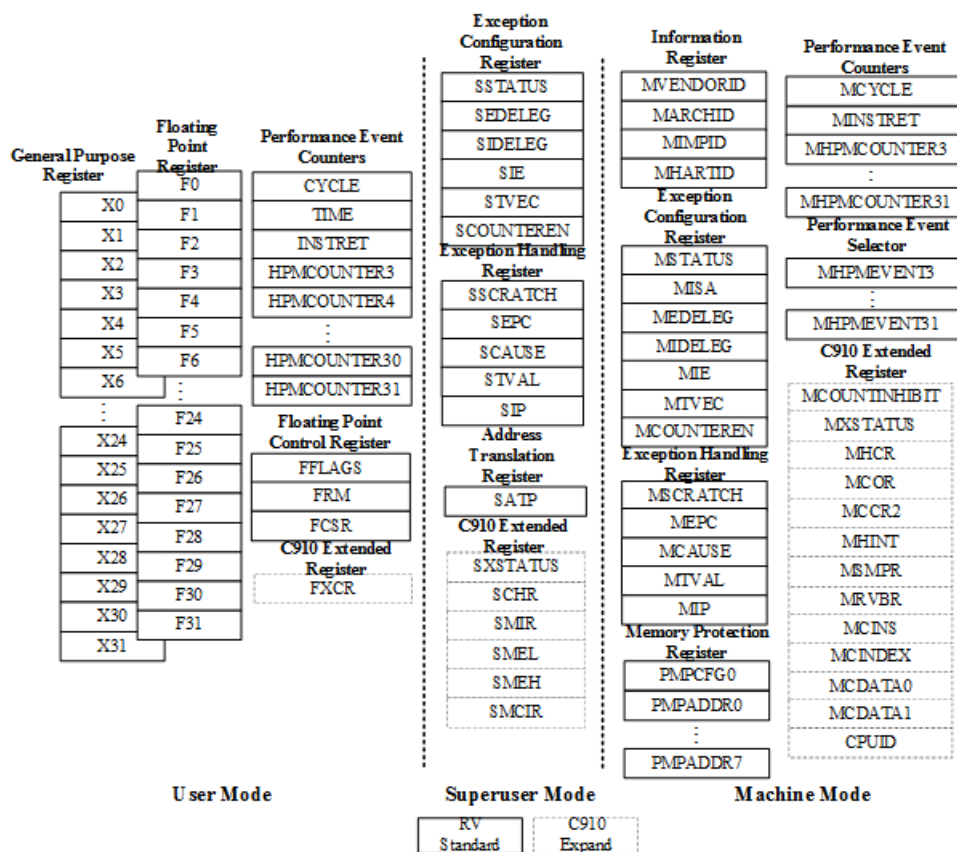 General Purpose
Register
X0
X1
X2
X3
X4
X5
X6
⋮
X24
X25
X26
X27
X28
X29
X30
X31
Floating
Point
Register
F0
F1
F2
F3
F4
F5
F6
⋮
F24
F25
F26
F27
F28
F29
F30
F31
Performance Event
Counters
CYCLE
TIME
INSTRET
HPMCOUNTER3
HPMCOUNTER4
⋮
HPMCOUNTER30
HPMCOUNTER31
Floating Point
Control Register
FFLAGS
FRM
FCSR
C910 Extended
Register
FXCR
User Mode
Exception
Configuration
Register
SSTATUS
SEDELEG
SIDELEG
SIE
STVEC
SCOUNTEREN
Exception Handling
Register
SSCRATCH
SEPC
SCAUSE
STVAL
SIP
Address
Translation
Register
SATP
C910 Extended
Register
SXSTATUS
SCHR
SMIR
SMEL
SMEH
SMCIR
Superuser Mode
Information
Register
MVENDORID
MARCHID
MIMPID
MHARTID
Exception
Configuration
Register
MSTATUS
MISA
MEDELEG
MIDELEG
MIE
MTVEC
MCOUNTEREN
Exception Handling
Register
MSCRATCH
MEPC
MCAUSE
MTVAL
MIP
Memory Protection
Register
PMPCFG0
PMPADDR0
⋮
PMPADDR7
Performance Event
Counters
MCYCLE
MINSTRET
MHPMCOUNTER3
⋮
MHPMCOUNTER31
Performance Event
Selector
MHPMEVENT3
⋮
MHPMEVENT31
C910 Extended
Register
MCOUNTINHIBIT
MXSTATUS
MHCR
MCOR
MCCR2
MHINT
MSMPR
MRVBR
MCINS
MCINDEX
MCDATA0
MCDATA1
CPUID
Machine Mode
RV
Standard
C910
Expand